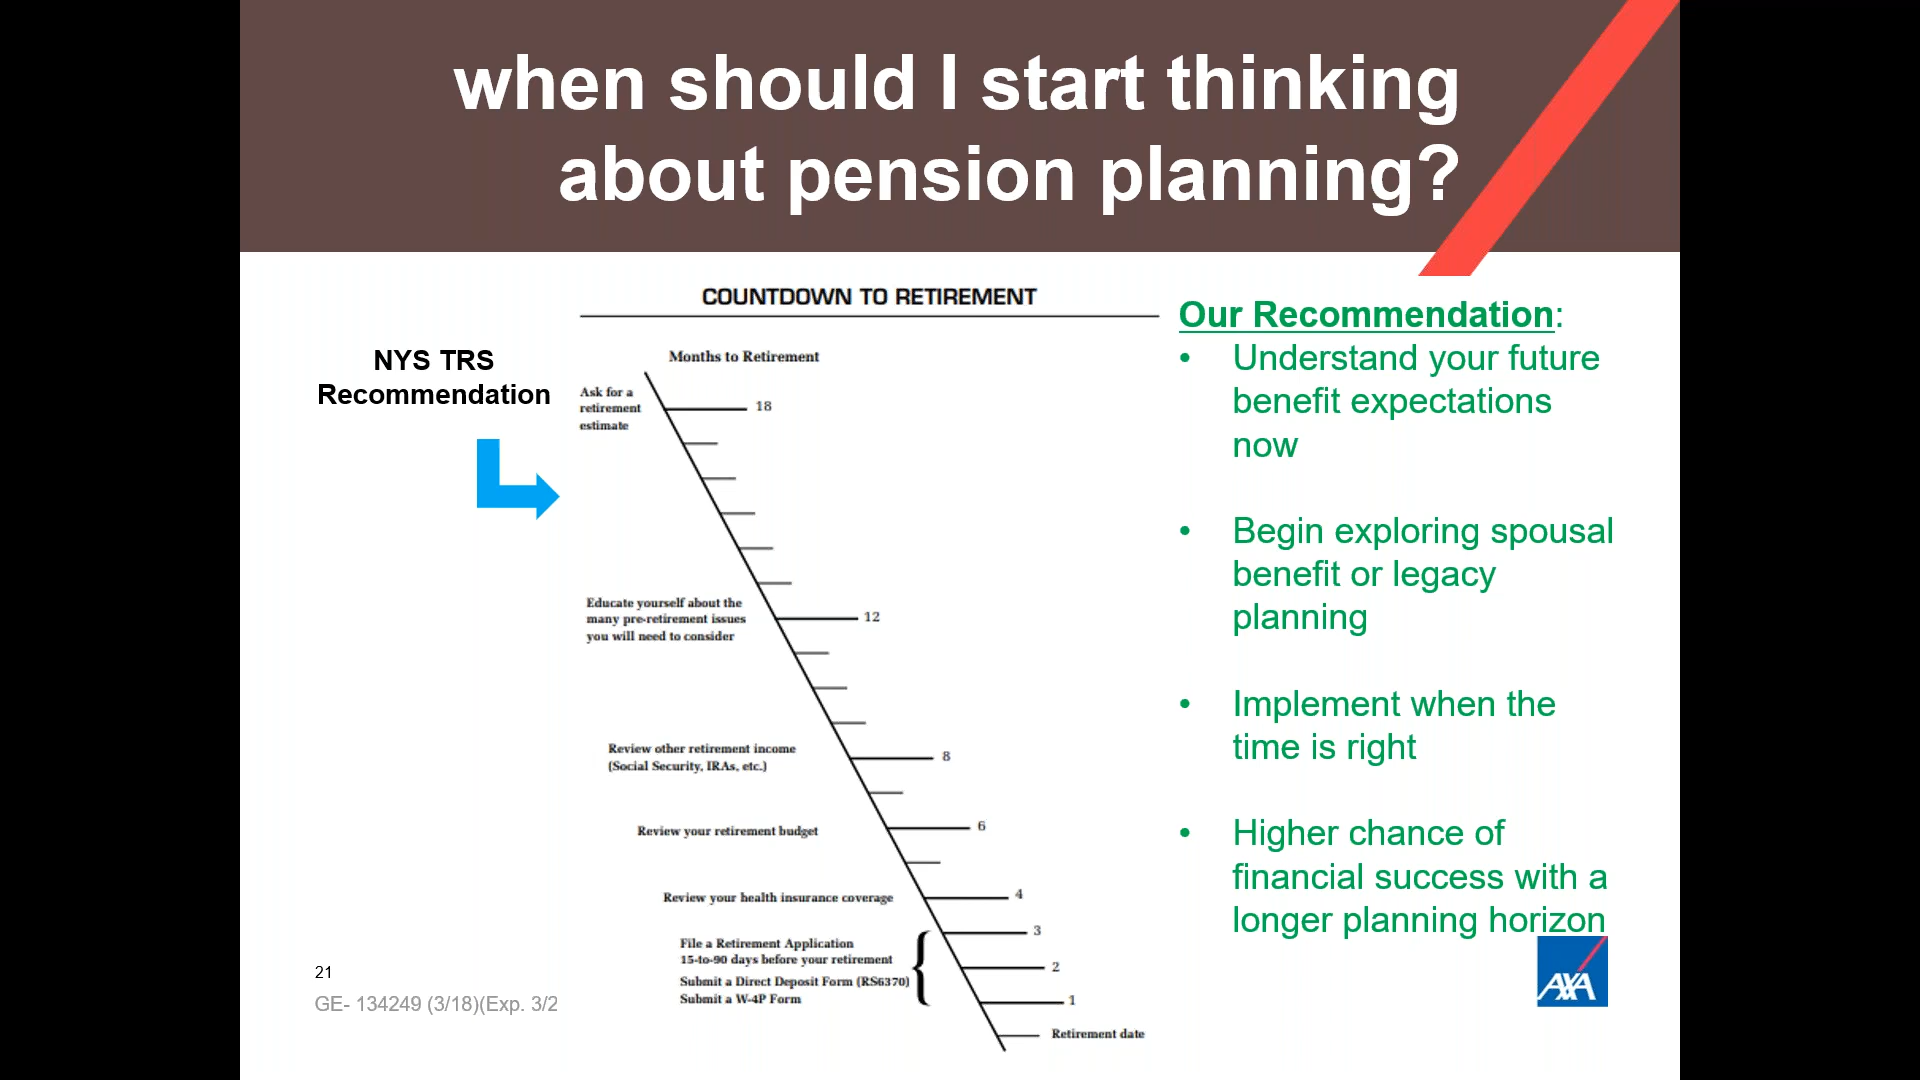 when should I start thinking
about pension planning?
NYS TRS
Recommendation
COUNTDOWN TO RETIREMENT
Months to Retirement
Ask for a
retirement
estimate
18
Educate yourself about the
many pre-retirement issues
you will need to consider
12
Review other retirement income
(Social Security, IRAs, etc.)
8
Review your retirement budget
6
Review your health insurance coverage
4
3
File a Retirement Application
15-to-90 days before your retirement
2
Submit a Direct Deposit Form (RS6370)
Submit a W-4P Form
1
Retirement date
Our Recommendation:
• Understand your future
benefit expectations
now
• Begin exploring spousal
benefit or legacy
planning
• Implement when the
time is right
• Higher chance of
financial success with a
longer planning horizon
21
GE- 134249 (3/18)(Exp. 3/2
AXA